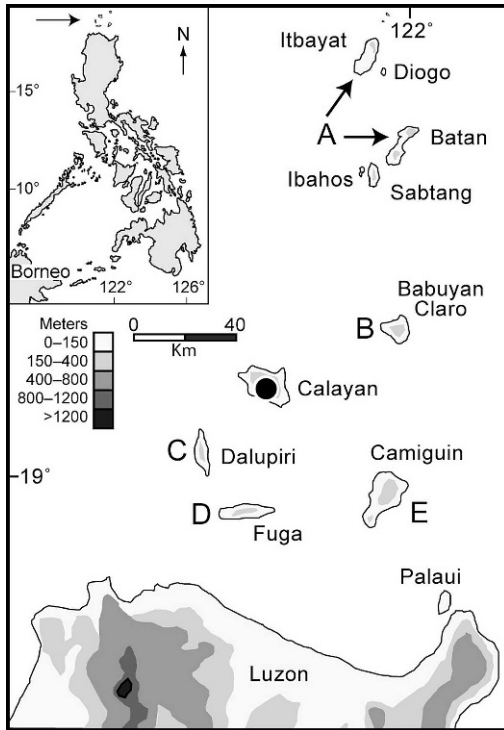 N
15°
10°
Borneo
122°
126°
122°
Itbayat
Diogo
A
Batan
Ibahos
Sabtang
Babuyan
Claro
B
Meters
0–150
150–400
400–800
800–1200
>1200
0
40
Km
Calayan
C
Dalupiri
Camiguin
19°
D
Fuga
E
Palaui
Luzon